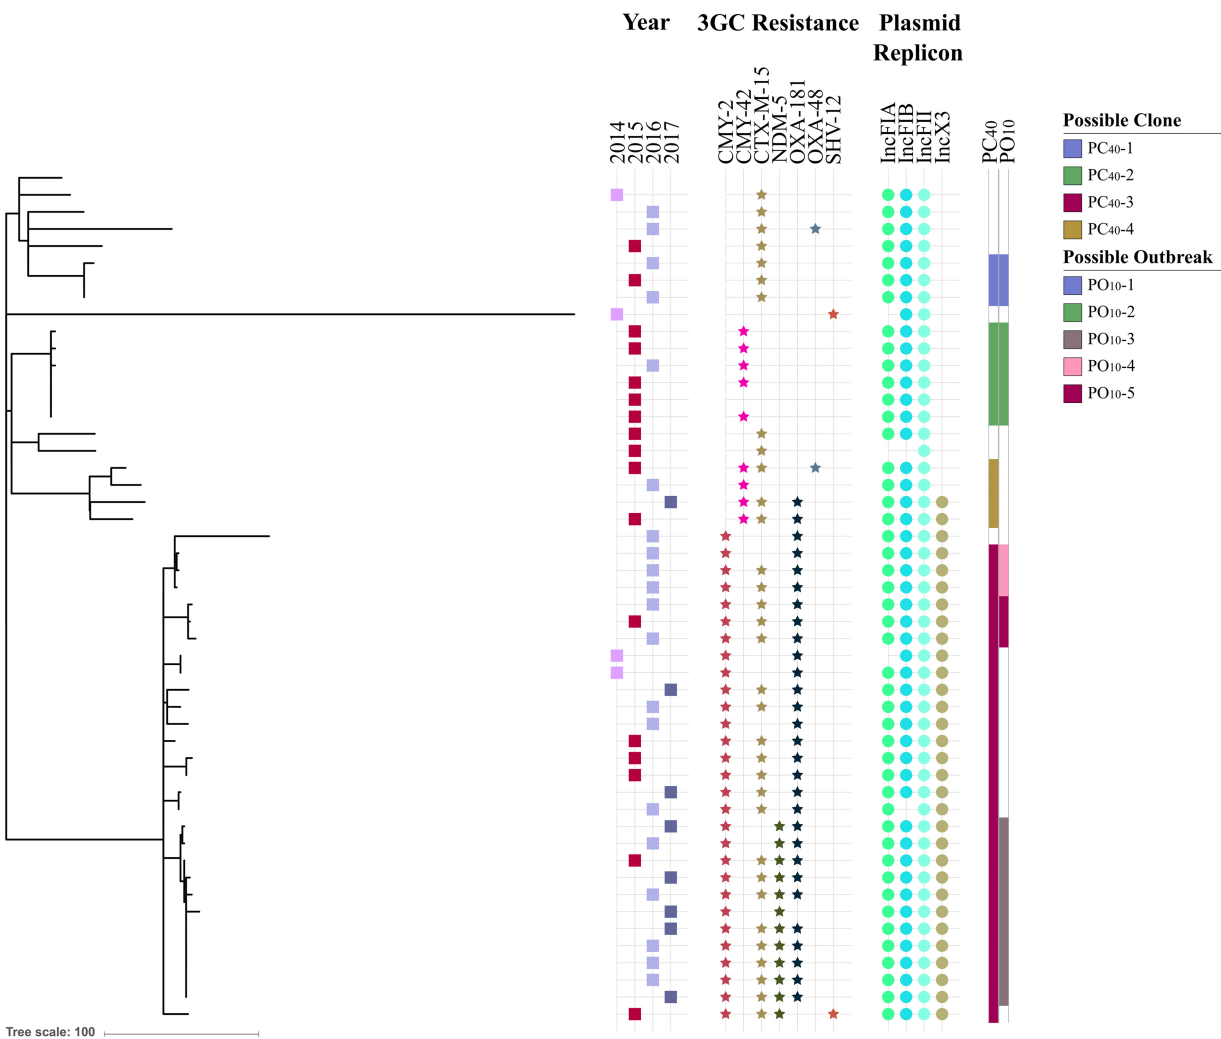 Year
3GC Resistance
Plasmid
Replicon
2014
2015
2016
2017
CMY-2
CMY-42
CTX-M-15
NDM-5
OXA-181
OXA-48
SHV-12
IncFIA
IncFIB
IncFII
IncX3
PC40
PO10
Possible Clone
PC40-1
PC40-2
PC40-3
PC40-4
Possible Outbreak
PO10-1
PO10-2
PO10-3
PO10-4
PO10-5
Tree scale: 100